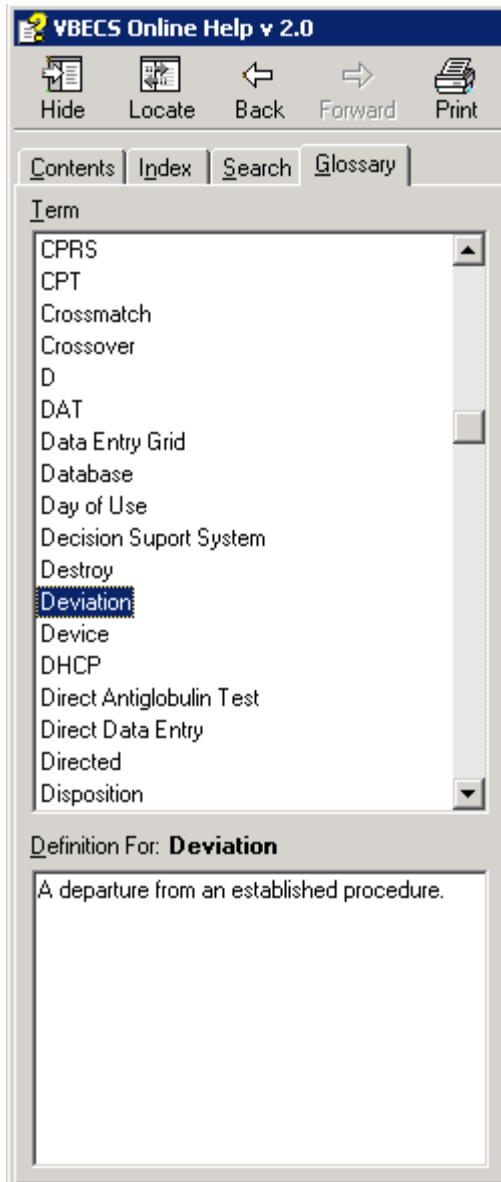 VBECS Online Help v 2.0
Hide Locate Back Forward Print
Contents Index Search Glossary
Term
CPRS
CPT
Crossmatch
Crossover
D
DAT
Data Entry Grid
Database
Day of Use
Decision Suport System
Destroy
Deviation
Device
DHCP
Direct Antiglobulin Test
Direct Data Entry
Directed
Disposition
Definition For: Deviation
A departure from an established procedure.